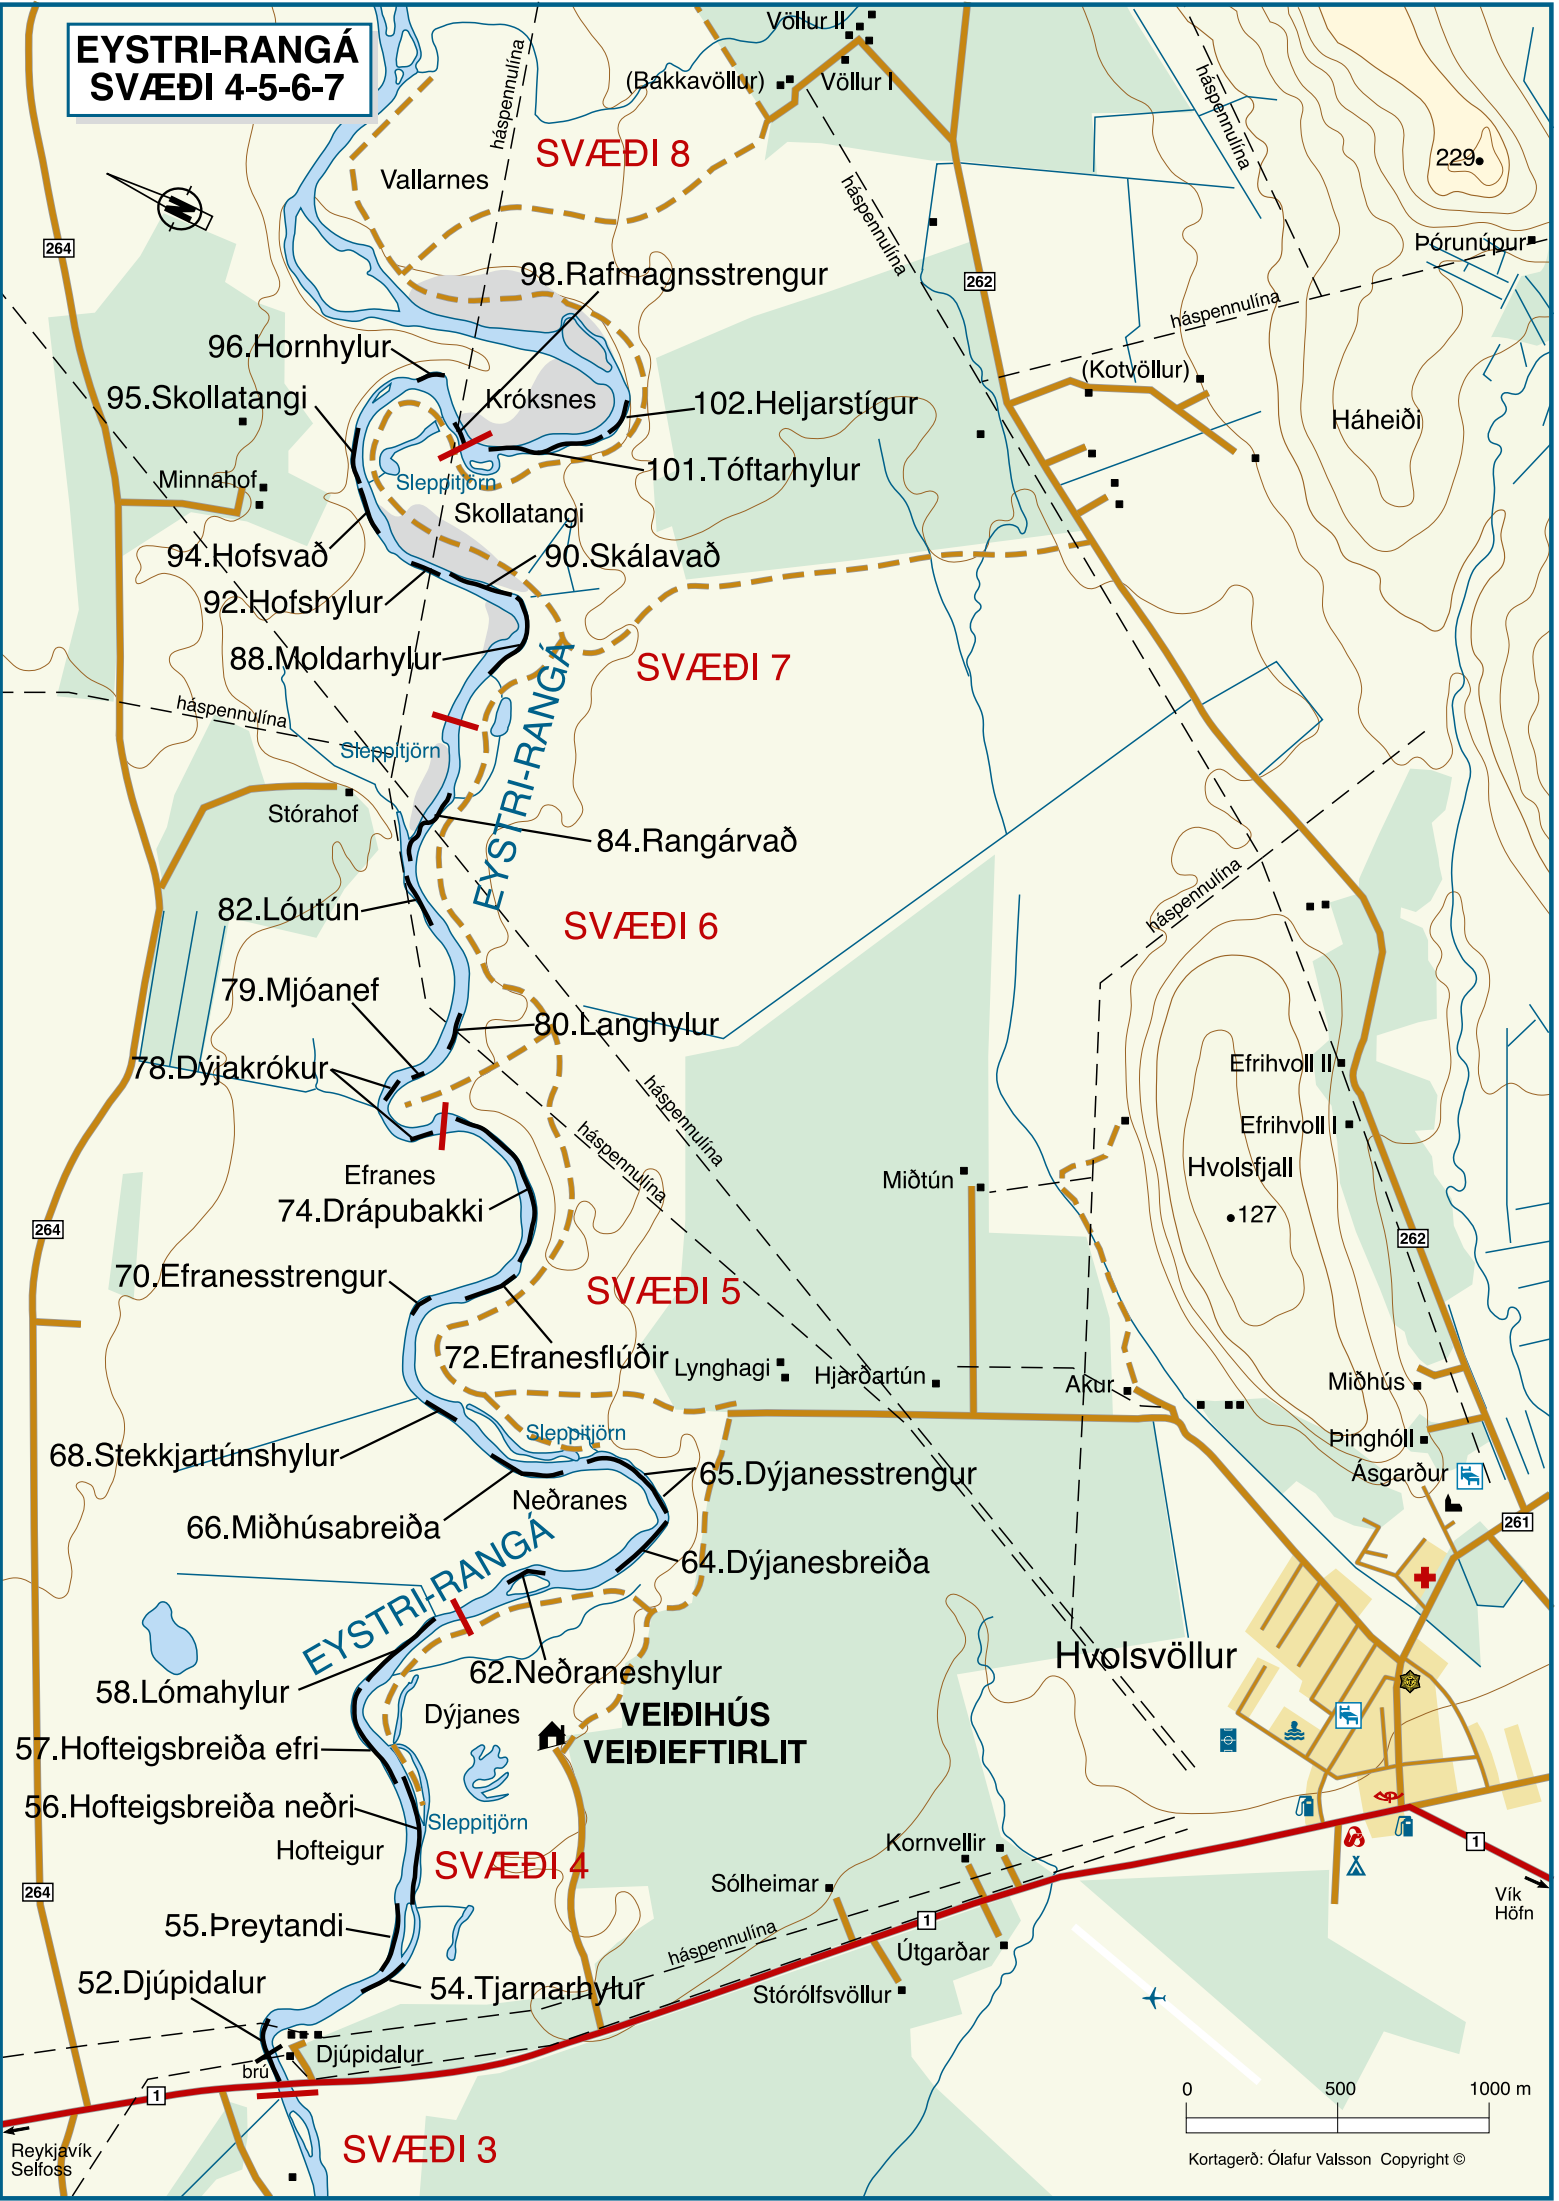 EYSTRI-RANGÁ
SVÆÐI 4-5-6-7
Völlur II
(Bakkavöllur)
Völlur I
háspennulína
háspennulína
SVÆÐI 8
229
Vallarnes
háspennulína
N
264
Þórunúpur
262
98.Rafmagnsstrengur
háspennulína
96.Hornhylur
(Kotvöllur)
95.Skollatangi
Króksnes
102.Heljarstígur
Háheiði
Minnahof
Sleppitjörn
101.Tóftarhylur
Skollatangi
94.Hofsvað
90.Skálavað
92.Hofshylur
88.Moldarhylur
SVÆÐI 7
háspennulína
EYSTRI-RANGÁ
Sleppitjörn
Stórahof
84.Rangárvað
háspennulína
82.Lóutún
SVÆÐI 6
79.Mjóanef
80.Langhylur
78.Dýjakrókur
Efrihvoll II
háspennulína
háspennulína
Efrihvoll I
Efranes
Miðtún
Hvolsfjall
74.Drápubakki
127
264
262
70.Efranesstrengur
SVÆÐI 5
72.Efranesflúðir
Lynghagi
Hjarðartún
Akur
Miðhús
Sleppitjörn
Þinghóll
68.Stekkjartúnshylur
65.Dýjanesstrengur
Ásgarður
Neðranes
66.Miðhúsabreiða
261
EYSTRI-RANGÁ
64.Dýjanesbreiða
Hvolsvöllur
62.Neðraneshylur
58.Lómahylur
Dýjanes
VEIÐIHÚS
VEIÐIEFTIRLIT
57.Hofteigsbreiða efri
56.Hofteigsbreiða neðri
Sleppitjörn
Hofteigur
SVÆÐI 4
Kornvellir
1
Sólheimar
264
Vík
Höfn
1
55.Þreytandi
háspennulína
Útgarðar
52.Djúpidalur
54.Tjarnarhylur
Stórólfsvöllur
Djúpidalur
brú
1
0 500 1000 m
Reykjavík
Selfoss
SVÆÐI 3
Kortagerð: Ólafur Valsson Copyright ©